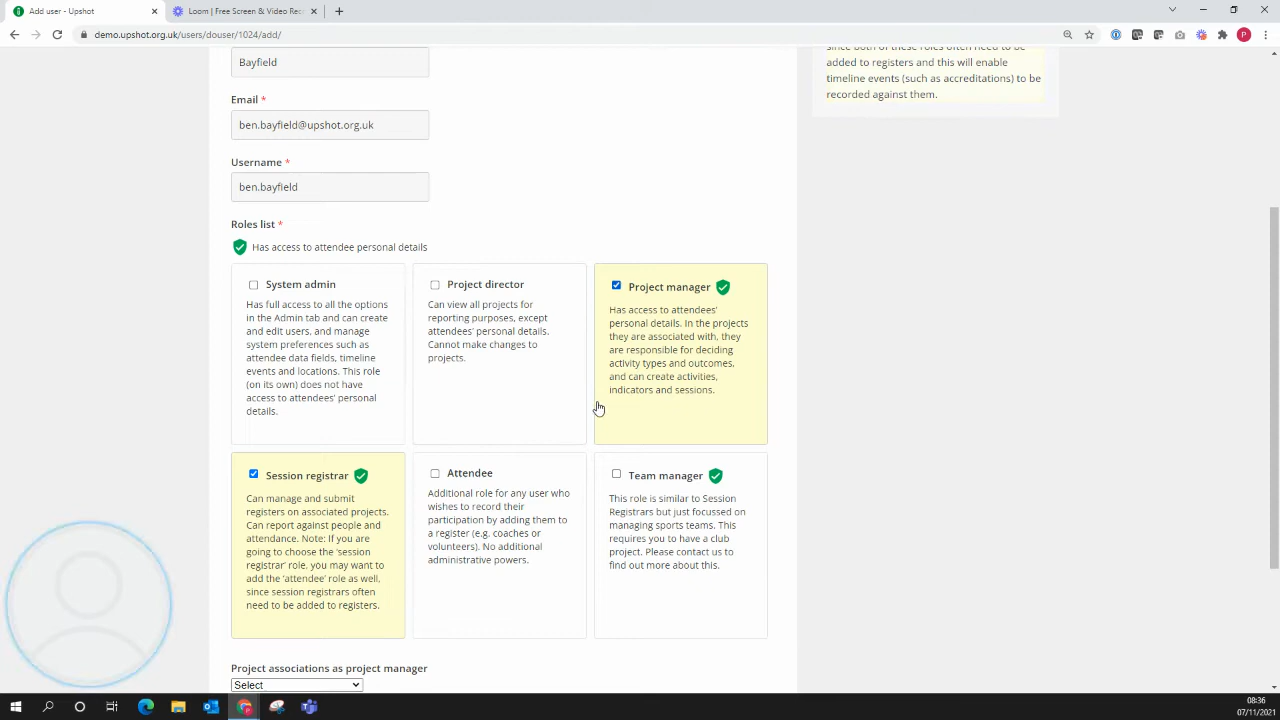 Add user - Upshot
Loom | Free Screen & Video Rec
demo.upshot.org.uk/users/douser/1024/add/
P
Bayfield
Email *
ben.bayfield@upshot.org.uk
Username *
ben.bayfield
Roles list *
Has access to attendee personal details
System admin
Has full access to all the options
in the Admin tab and can create
and edit users, and manage
system preferences such as
attendee data fields, timeline
events and locations. This role
(on its own) does not have
access to attendees' personal
details.
Project director
Can view all projects for
reporting purposes, except
attendees' personal details.
Cannot make changes to
projects.
Project manager
Has access to attendees'
personal details. In the projects
they are associated with, they
are responsible for deciding
activity types and outcomes,
and can create activities,
indicators and sessions.
Session registrar
Can manage and submit
registers on associated projects.
Can report against people and
attendance. Note: If you are
going to choose the 'session
registrar' role, you may want to
add the 'attendee' role as well,
since session registrars often
need to be added to registers.
Attendee
Additional role for any user who
wishes to record their
participation by adding them to
a register (e.g. coaches or
volunteers). No additional
administrative powers.
Team manager
This role is similar to Session
Registrars but just focussed on
managing sports teams. This
requires you to have a club
project. Please contact us to
find out more about this.
Project associations as project manager
Select
since both of these roles often need to be
added to registers and this will enable
timeline events (such as accreditations) to be
recorded against them.
08:36
07/11/2021